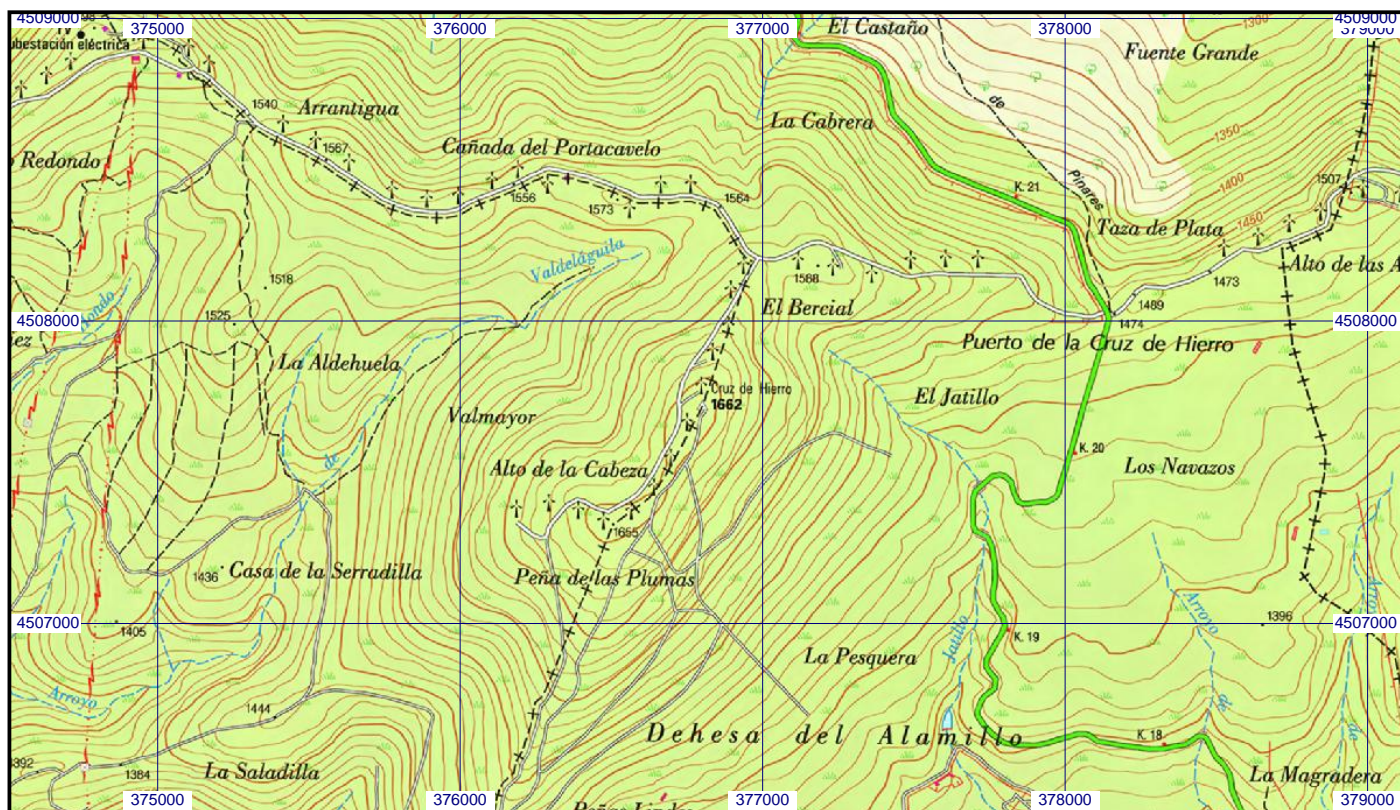 4509000
375000
376000
377000
378000
379000
4509000
ubestación eléctrica
El Castaño
1300
Fuente Grande
de
1540
Arrantigua
La Cabrera
1350
1567
Cañada del Portacavelo
Redondo
K. 21
Pinares
1400
1507
1556
1573
1564
1450
Taza de Plata
Valdeláguila
Alto de las A
1518
1568
1473
1489
El Bercial
4508000
1525
1474
4508000
Puerto de la Cruz de Hierro
La Aldehuela
Cruz de Hierro
1662
El Jatillo
Valmayor
de
K. 20
Alto de la Cabeza
Los Navazos
1655
1436
Casa de la Serradilla
Peña de las Plumas
Arroyo
Arroyo
1396
4507000
1405
4507000
K. 19
Jatillo
La Pesquera
Arroyo
de
1444
de
Dehesa del Alamillo
K. 18
1392
1384
La Saladilla
La Magradera
375000
376000
377000
378000
379000